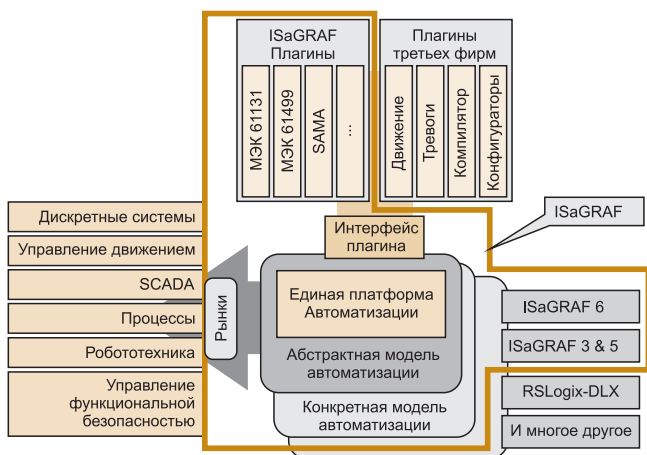 ISaGRAF
Плагины
МЭК 61131
МЭК 61499
SAMA
...
Плагины
третьех фирм
Движение
Тревоги
Компилятор
Конфигураторы
ISaGRAF
Интерфейс
плагина
Дискретные системы
Управление движением
SCADA
Процессы
Робототехника
Управление
функциональной
безопасностью
Рынки
Единая платформа
Автоматизации
Абстрактная модель
автоматизации
Конкретная модель
автоматизации
ISaGRAF 6
ISaGRAF 3 & 5
RSLogix-DLX
И многое другое